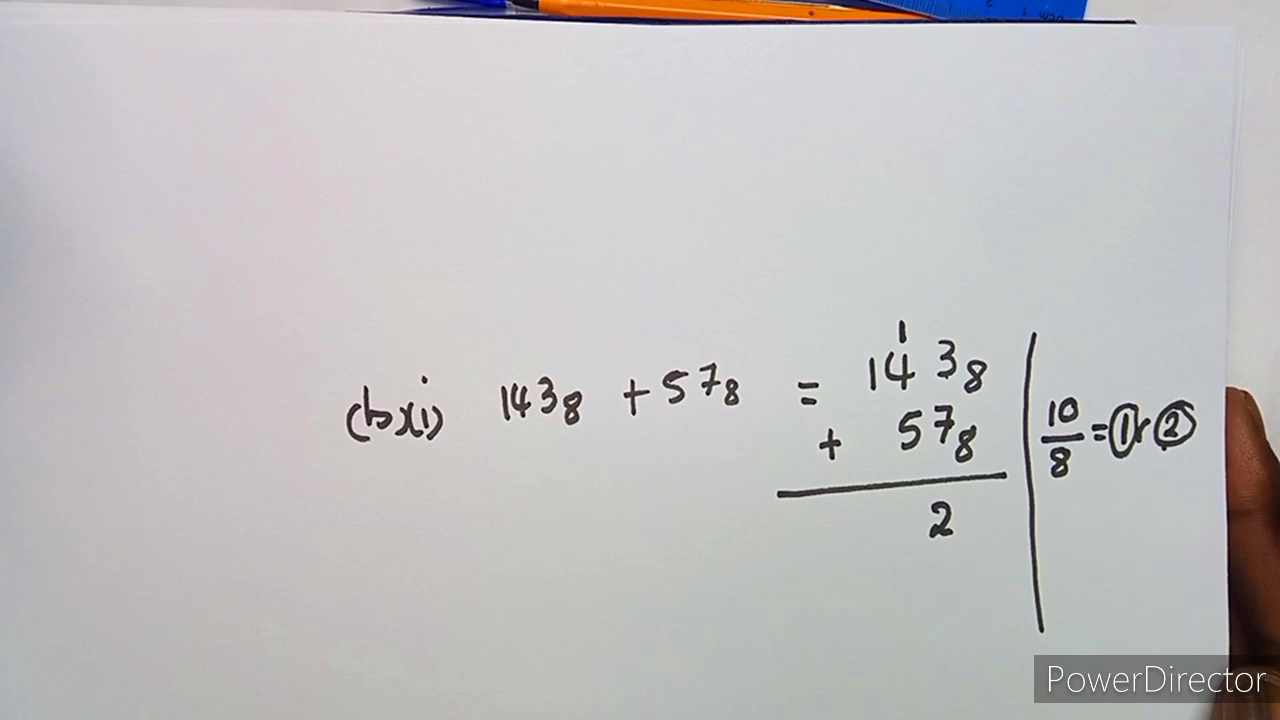 1
(b)(i) 143₈ + 57₈ = 143₈
+ 57₈
10/8 = 1 r 2
2
PowerDirector